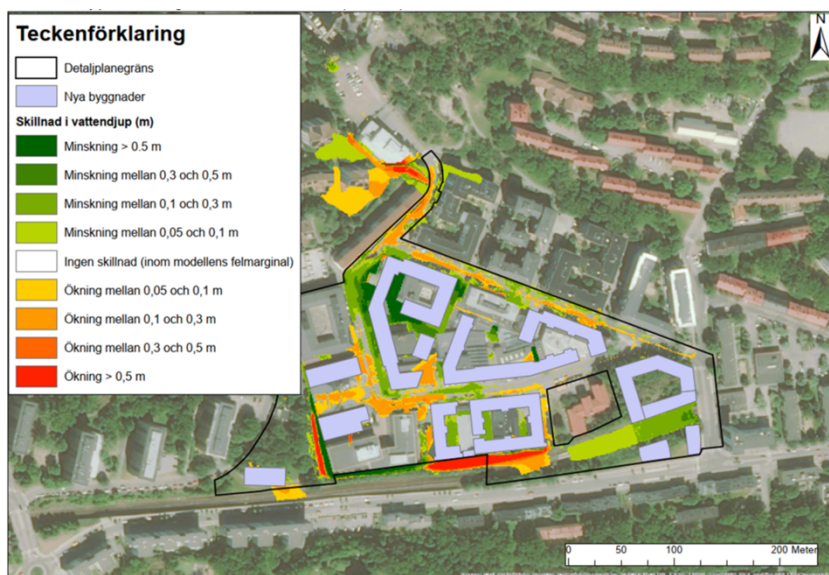 Teckenförklaring
Detaljplanegräns
Nya byggnader
Skillnad i vattendjup (m)
Minskning > 0.5 m
Minskning mellan 0,3 och 0,5 m
Minskning mellan 0,1 och 0,3 m
Minskning mellan 0,05 och 0,1 m
Ingen skillnad (inom modellens felmarginal)
Ökning mellan 0,05 och 0,1 m
Ökning mellan 0,1 och 0,3 m
Ökning mellan 0,3 och 0,5 m
Ökning > 0,5 m
N
0 50 100 200 Meter